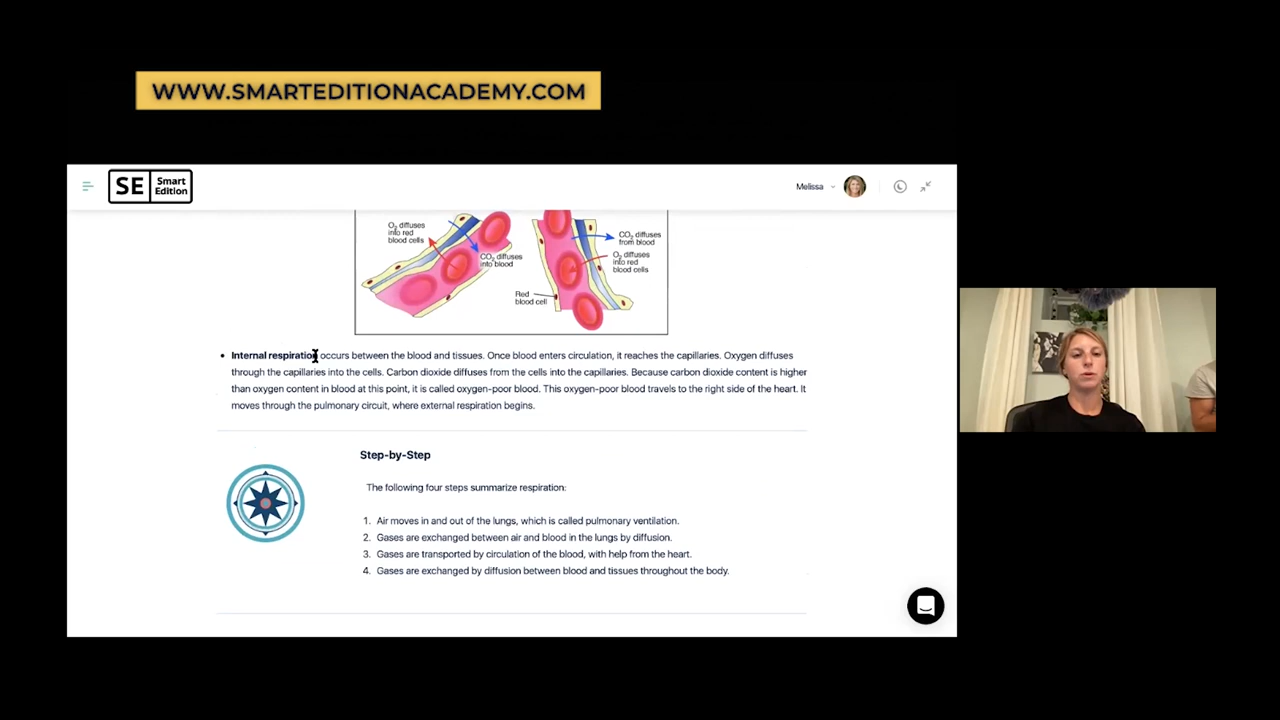 WWW.SMARTEDITIONACADEMY.COM
SE Smart Edition
Melissa
O₂ diffuses
into red
blood cells
CO₂ diffuses
into blood
CO₂ diffuses
from blood
O₂ diffuses
into red
blood cells
Red
blood cell
• Internal respiration occurs between the blood and tissues. Once blood enters circulation, it reaches the capillaries. Oxygen diffuses
through the capillaries into the cells. Carbon dioxide diffuses from the cells into the capillaries. Because carbon dioxide content is higher
than oxygen content in blood at this point, it is called oxygen-poor blood. This oxygen-poor blood travels to the right side of the heart. It
moves through the pulmonary circuit, where external respiration begins.
Step-by-Step
The following four steps summarize respiration:
1. Air moves in and out of the lungs, which is called pulmonary ventilation.
2. Gases are exchanged between air and blood in the lungs by diffusion.
3. Gases are transported by circulation of the blood, with help from the heart.
4. Gases are exchanged by diffusion between blood and tissues throughout the body.